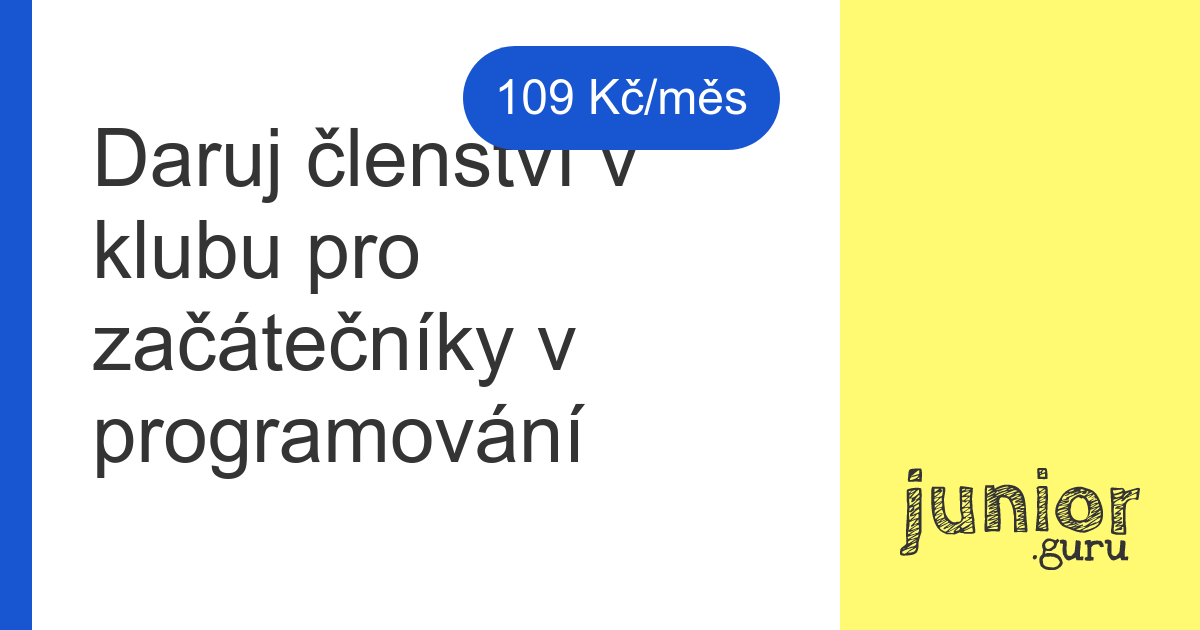 109 Kč/měs
Daruj členství v
klubu pro
začátečníky v
programování
junior
.guru